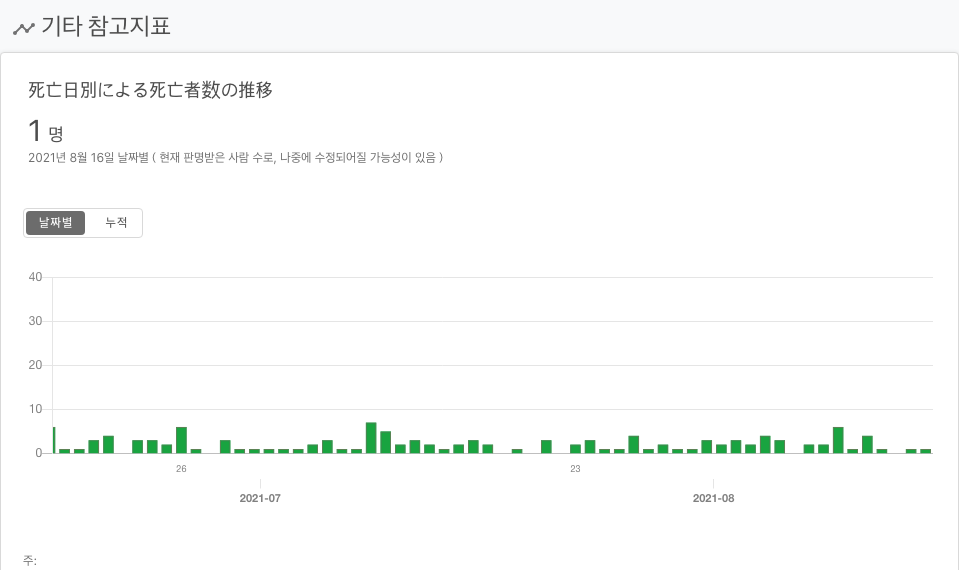 기타 참고지표
死亡日別による死亡者数の推移
1 명
2021년 8월 16일 날짜별 ( 현재 판명받은 사람 수로, 나중에 수정되어질 가능성이 있음 )
날짜별 누적
40
30
20
10
0
26 23
2021-07 2021-08
주: